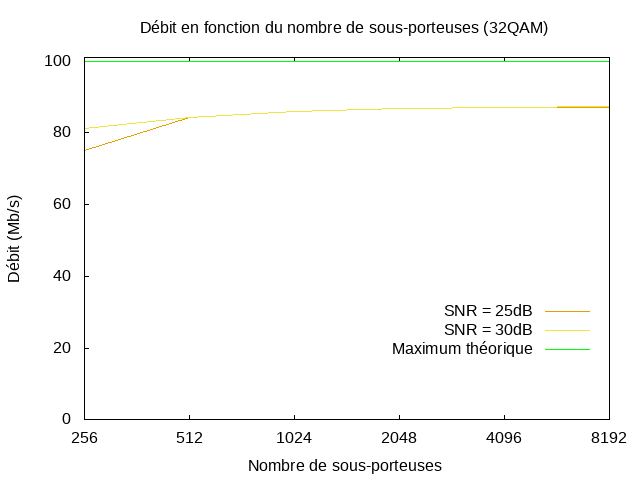 Débit en fonction du nombre de sous-porteuses (32QAM)
100
80
60
40
20
0
Débit (Mb/s)
SNR = 25dB
SNR = 30dB
Maximum théorique
256 512 1024 2048 4096 8192
Nombre de sous-porteuses